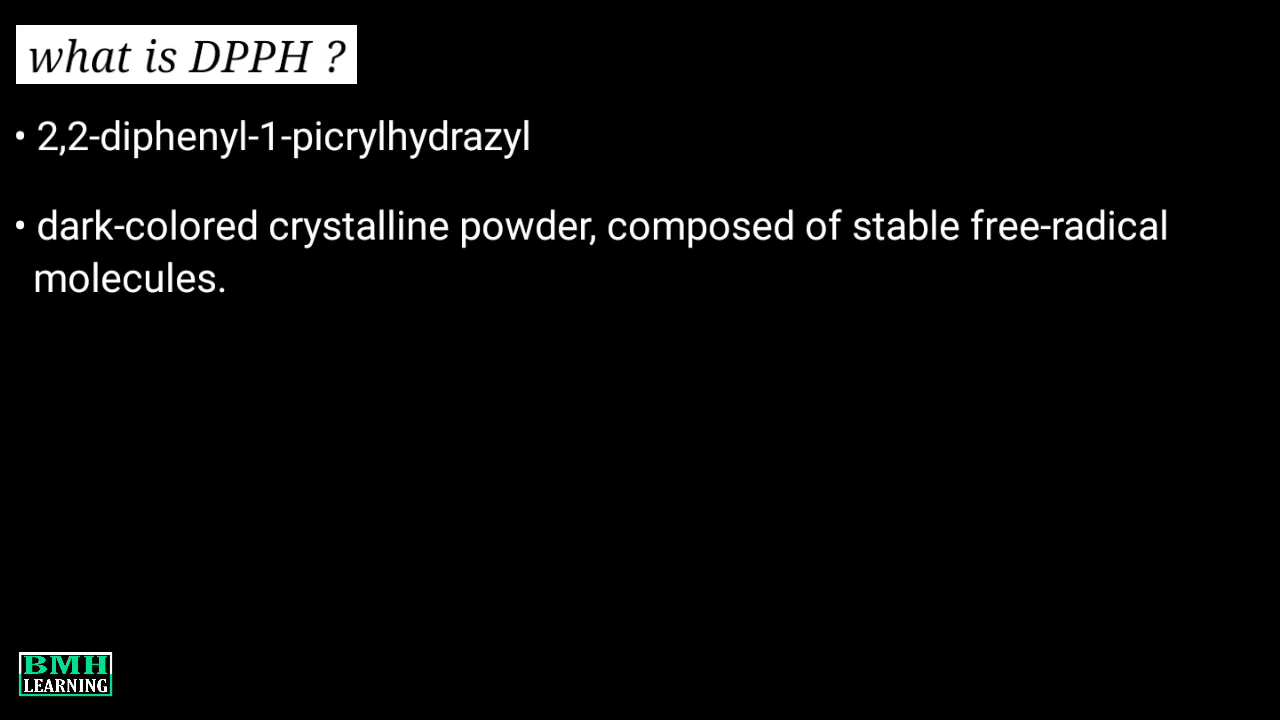 what is DPPH ?
• 2,2-diphenyl-1-picrylhydrazyl
• dark-colored crystalline powder, composed of stable free-radical
molecules.
BMH
LEARNING